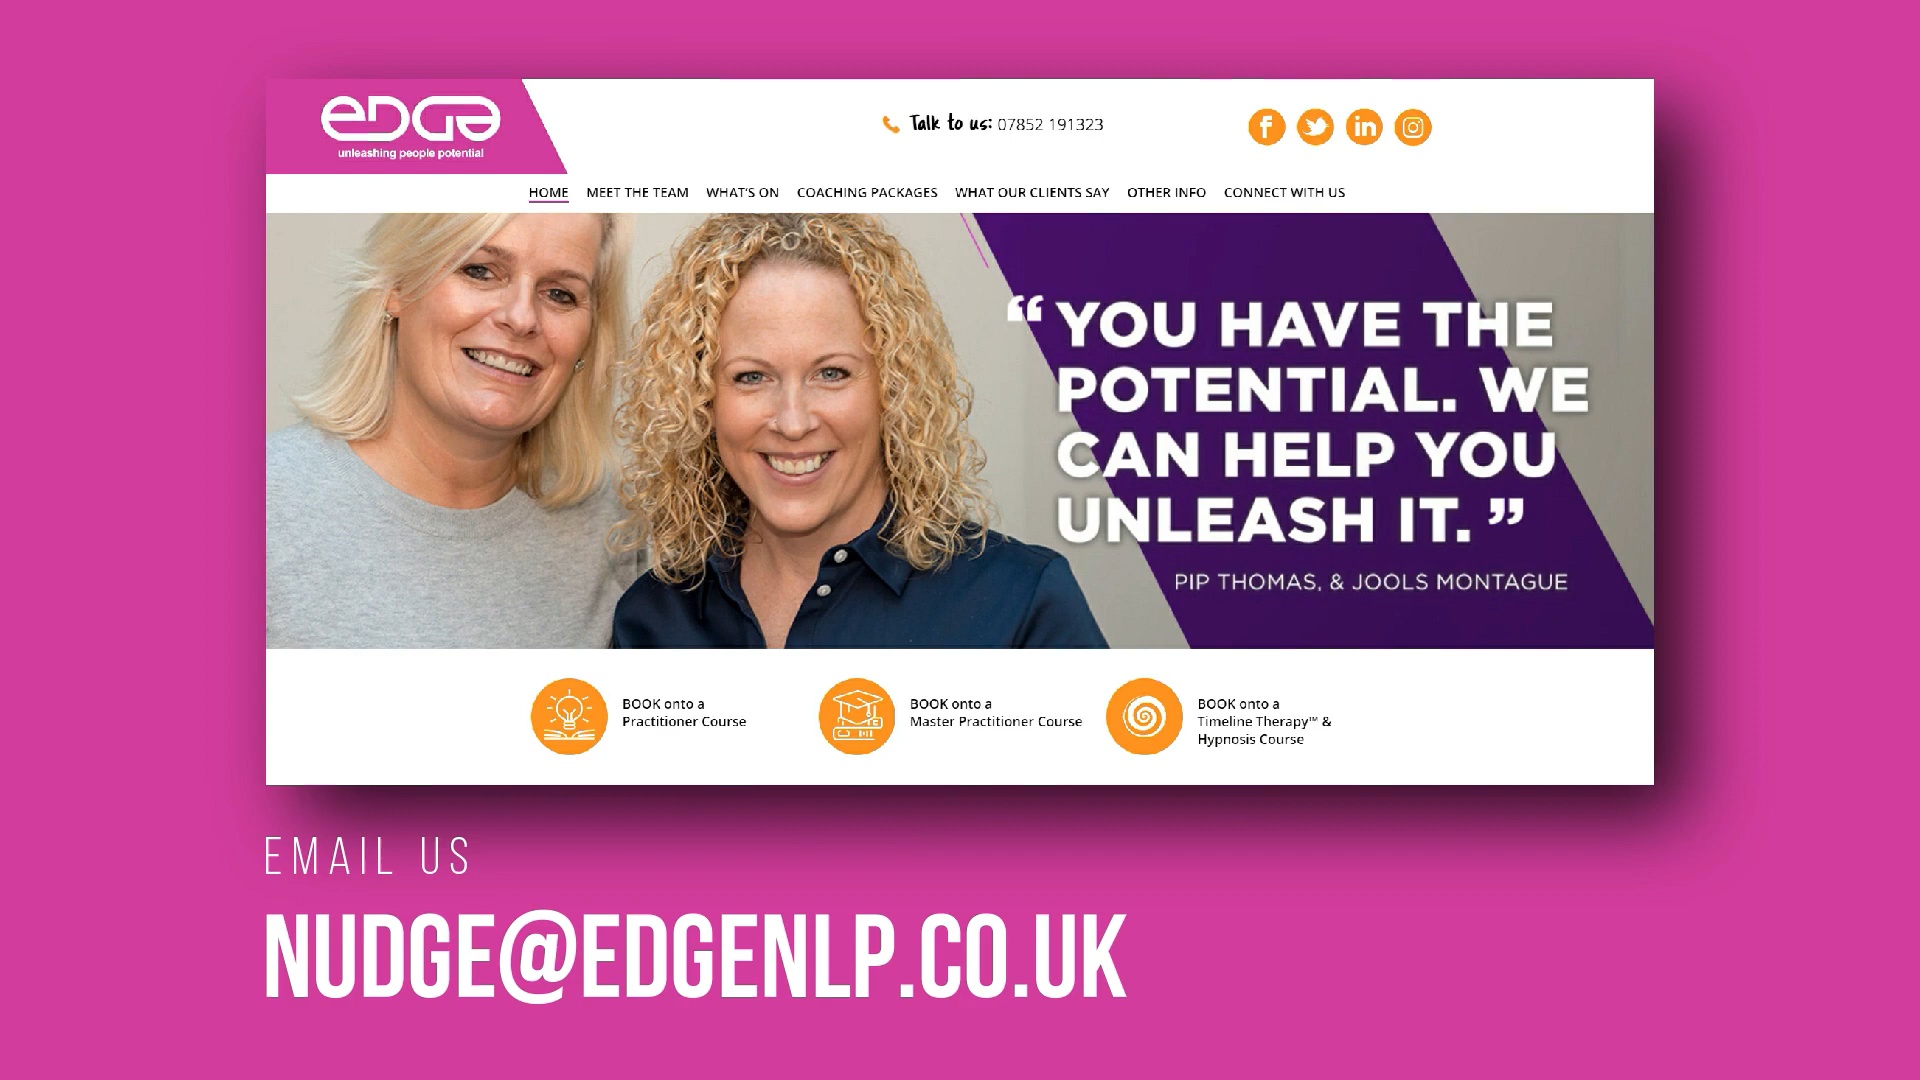 eDGe
unleashing people potential
Talk to us: 07852 191323
HOME MEET THE TEAM WHAT'S ON COACHING PACKAGES WHAT OUR CLIENTS SAY OTHER INFO CONNECT WITH US
“YOU HAVE THE
POTENTIAL. WE
CAN HELP YOU
UNLEASH IT.”
PIP THOMAS, & JOOLS MONTAGUE
BOOK onto a
Practitioner Course
BOOK onto a
Master Practitioner Course
BOOK onto a
Timeline Therapy™ &
Hypnosis Course
EMAIL US
NUDGE@EDGENLP.CO.UK